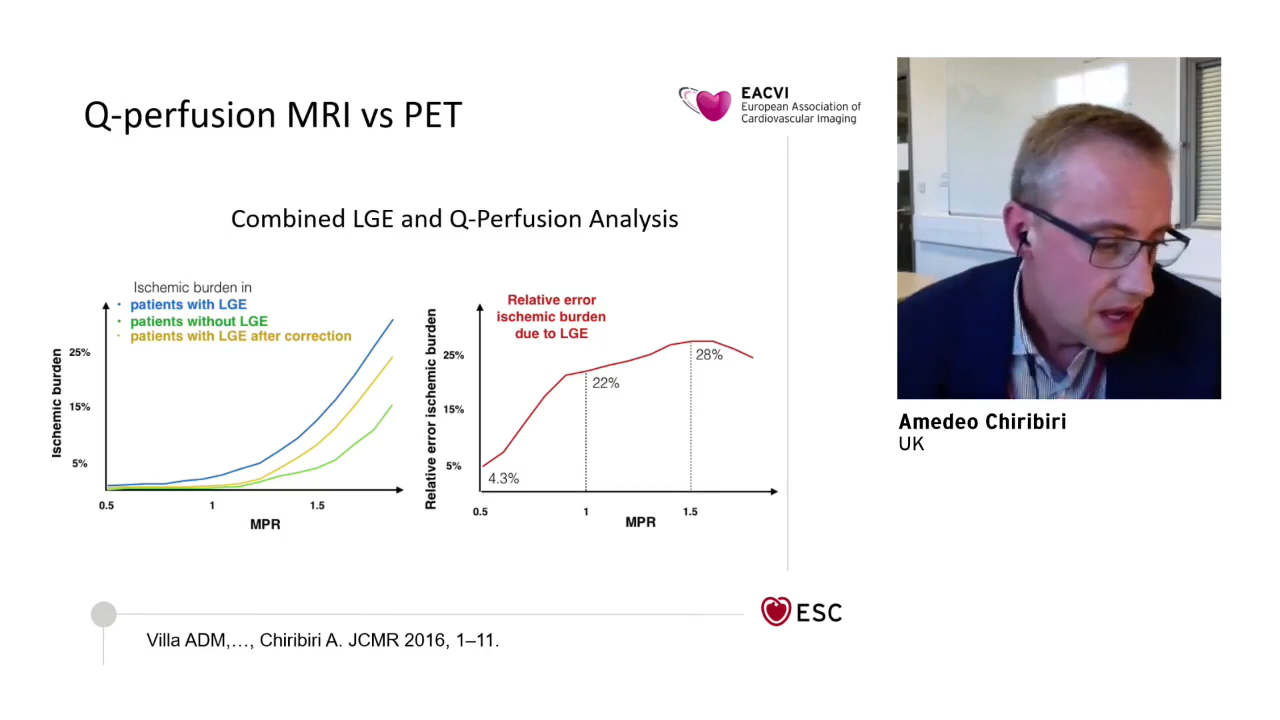 Q-perfusion MRI vs PET
EACVI
European Association of
Cardiovascular Imaging
Combined LGE and Q-Perfusion Analysis
Ischemic burden in
• patients with LGE
• patients without LGE
• patients with LGE after correction
Ischemic burden
25%
15%
5%
0.5
1
1.5
MPR
Relative error
ischemic burden
due to LGE
Relative error ischemic burden
25%
15%
5%
4.3%
22%
28%
0.5
1
1.5
MPR
ESC
Villa ADM,…, Chiribiri A. JCMR 2016, 1–11.
Amedeo Chiribiri
UK